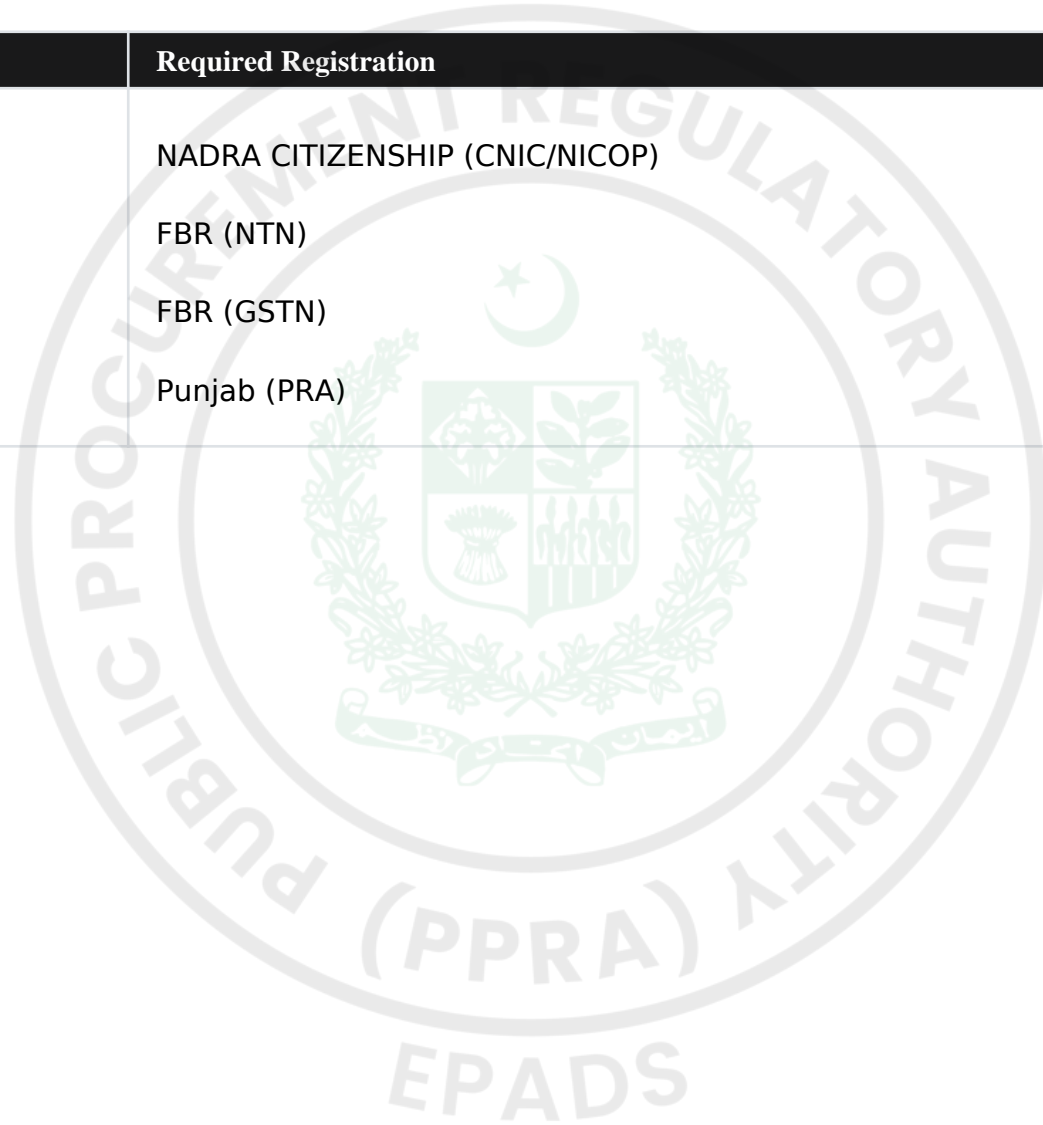 Required Registration
NADRA CITIZENSHIP (CNIC/NICOP)
FBR (NTN)
FBR (GSTN)
Punjab (PRA)
PUBLIC PROCUREMENT REGULATORY AUTHORITY
(PPRA)
EPADS